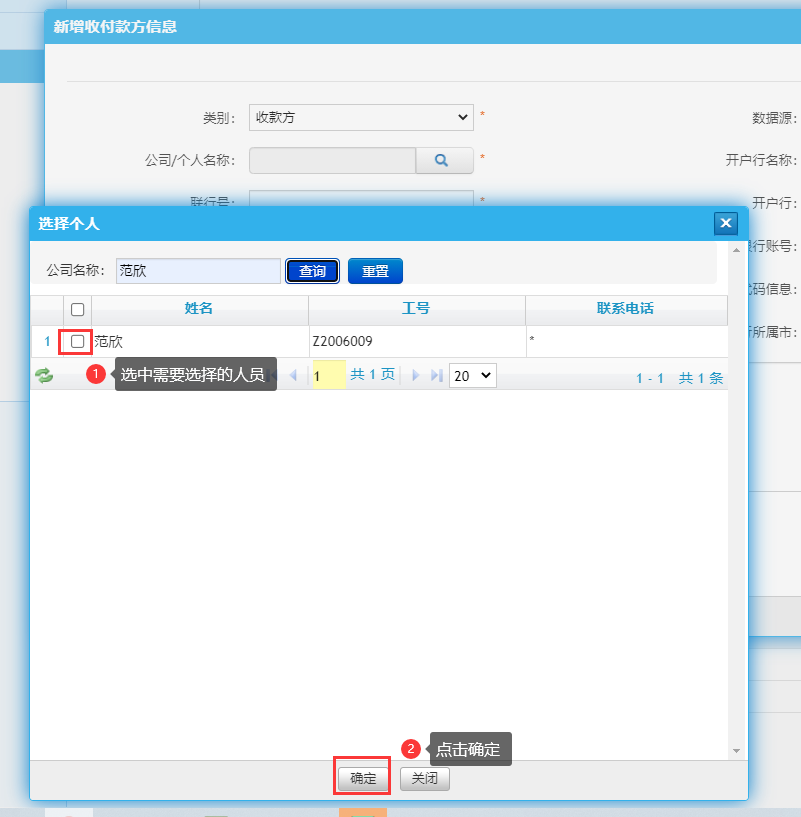 新增收付款方信息
类别: 收款方 * 数据源:
公司/个人名称: * 开户行名称:
联行号: * 开户行:
选择个人
行账号:
公司名称: 范欣 查询 重置
码信息:
姓名 工号 联系电话
所属市:
1 范欣 Z2006009 *
1 选中需要选择的人员 1 共 1 页 20 1 - 1 共 1 条
2 点击确定
确定 关闭